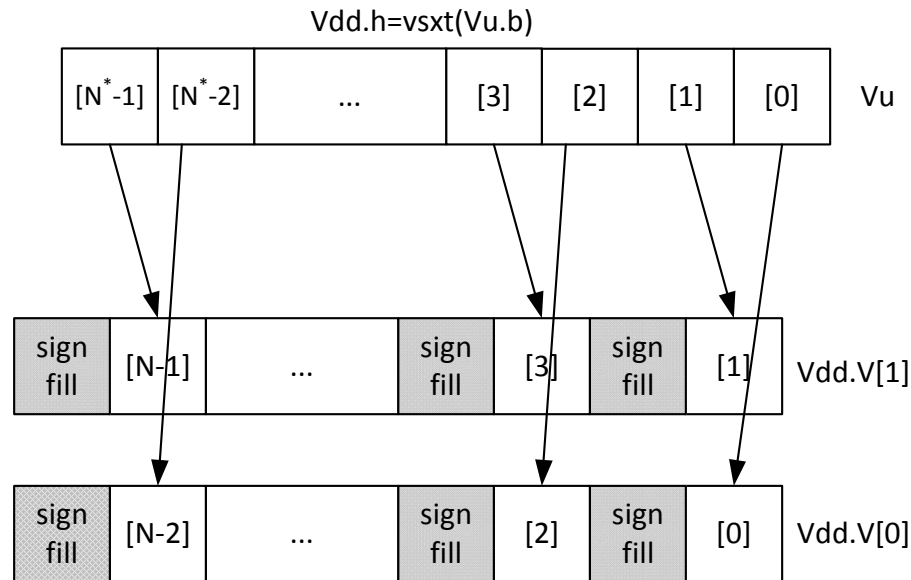 Vdd.h=vsxt(Vu.b)
[N*-1] [N*-2] ... [3] [2] [1] [0] Vu
sign fill [N-1] ... sign fill [3] sign fill [1] Vdd.V[1]
sign fill [N-2] ... sign fill [2] sign fill [0] Vdd.V[0]